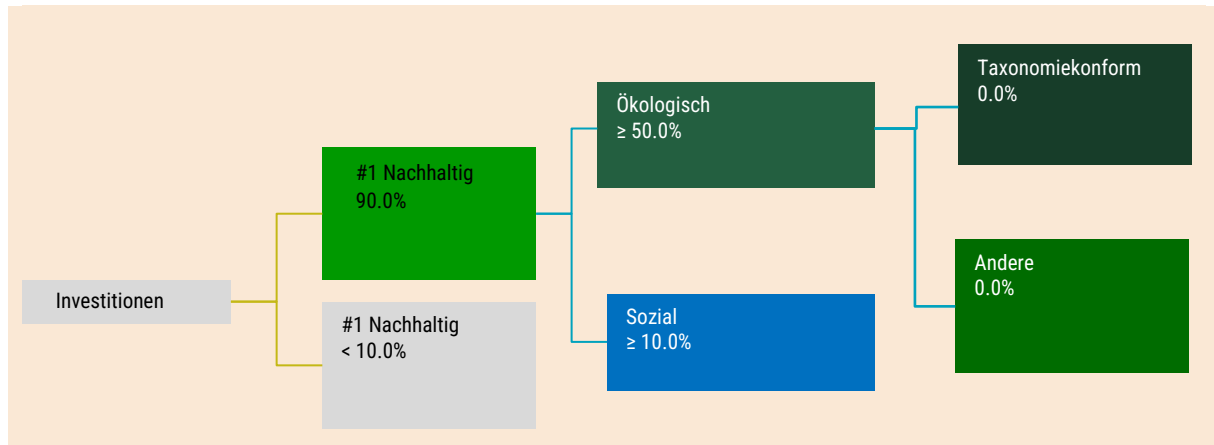 Investitionen
#1 Nachhaltig
90.0%
#1 Nachhaltig
< 10.0%
Ökologisch
≥ 50.0%
Sozial
≥ 10.0%
Taxonomiekonform
0.0%
Andere
0.0%